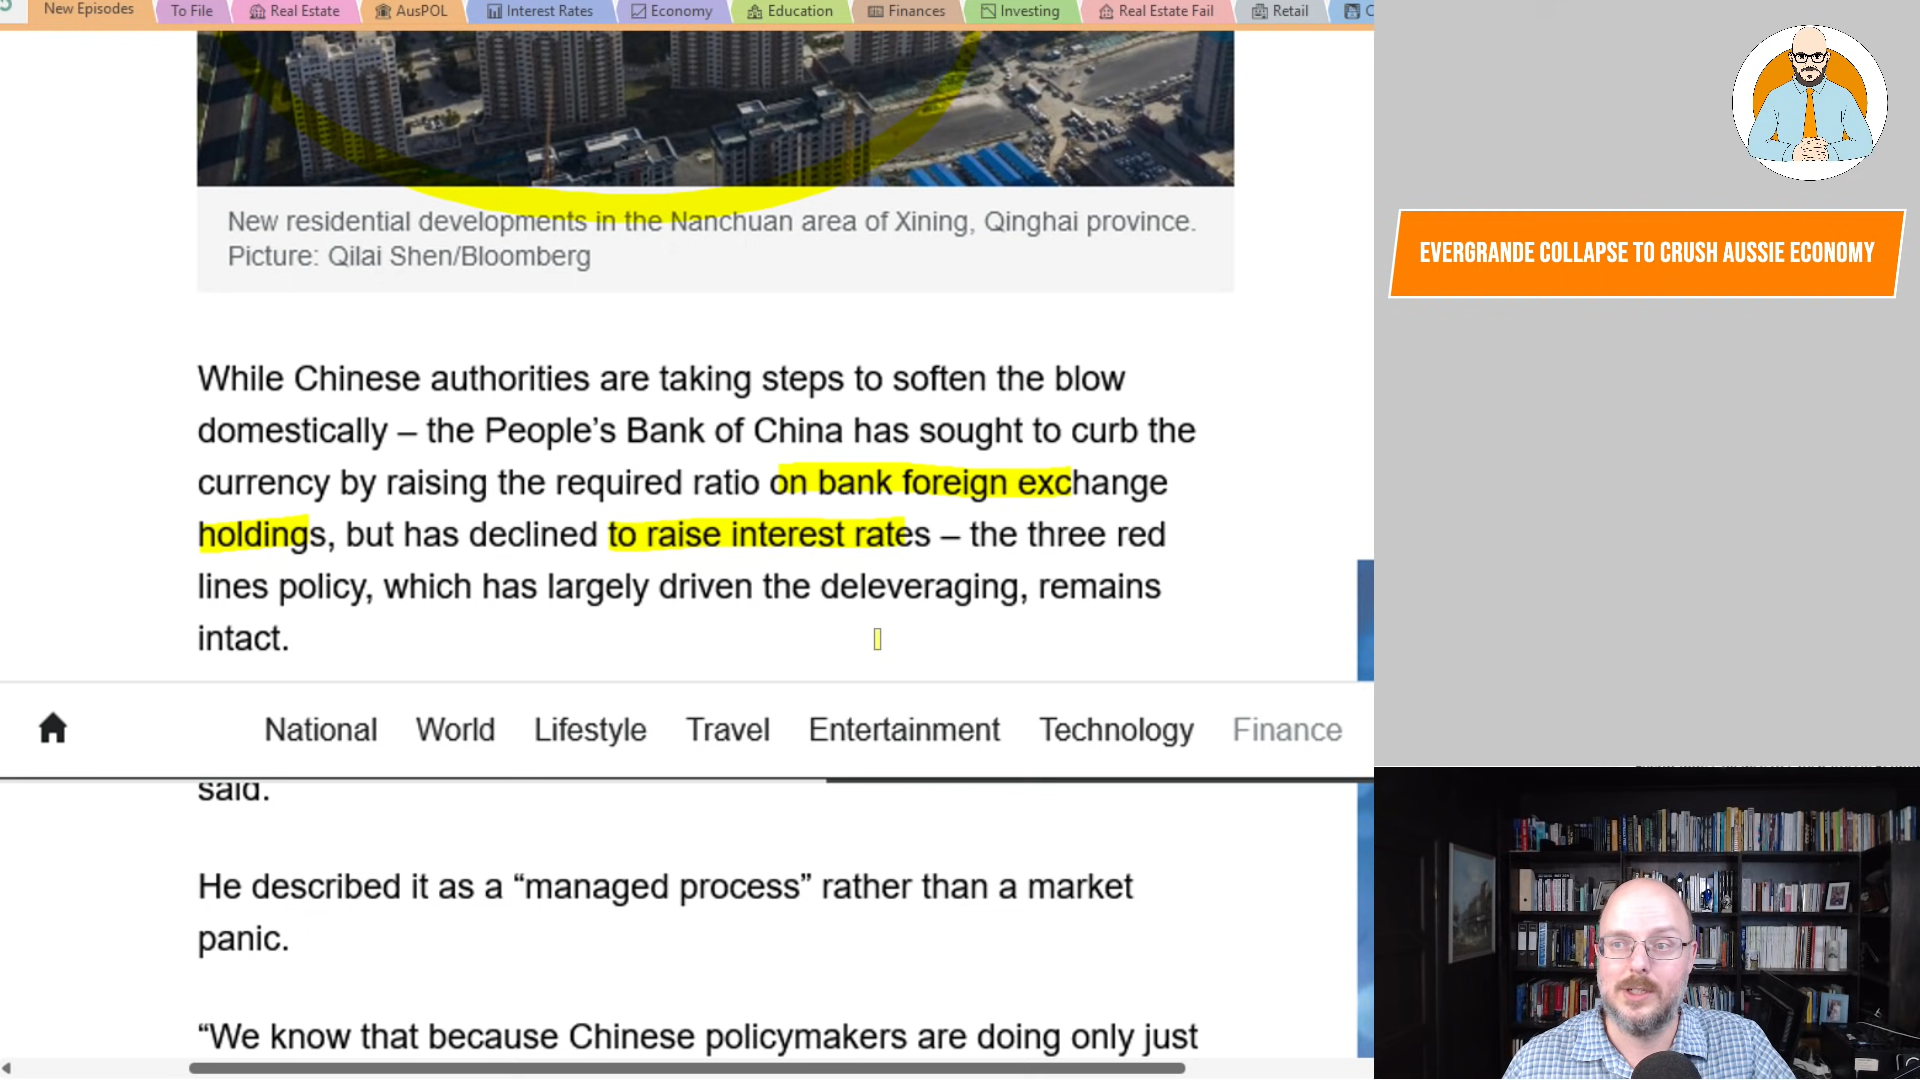 New Episodes
To File
Real Estate
AusPOL
Interest Rates
Economy
Education
Finances
Investing
Real Estate Fail
Retail
New residential developments in the Nanchuan area of Xining, Qinghai province.
Picture: Qilai Shen/Bloomberg
EVERGRANDE COLLAPSE TO CRUSH AUSSIE ECONOMY
While Chinese authorities are taking steps to soften the blow
domestically – the People’s Bank of China has sought to curb the
currency by raising the required ratio on bank foreign exchange
holdings, but has declined to raise interest rates – the three red
lines policy, which has largely driven the deleveraging, remains
intact.
National World Lifestyle Travel Entertainment Technology Finance
said.
He described it as a “managed process” rather than a market
panic.
“We know that because Chinese policymakers are doing only just